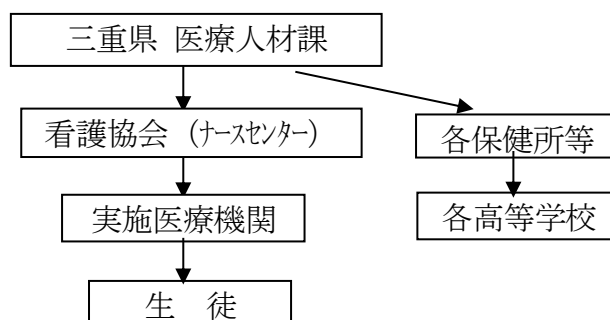 三重県 医療人材課
看護協会 (ﾅｰｽｾﾝﾀｰ)
各保健所等
実施医療機関
各高等学校
生 徒